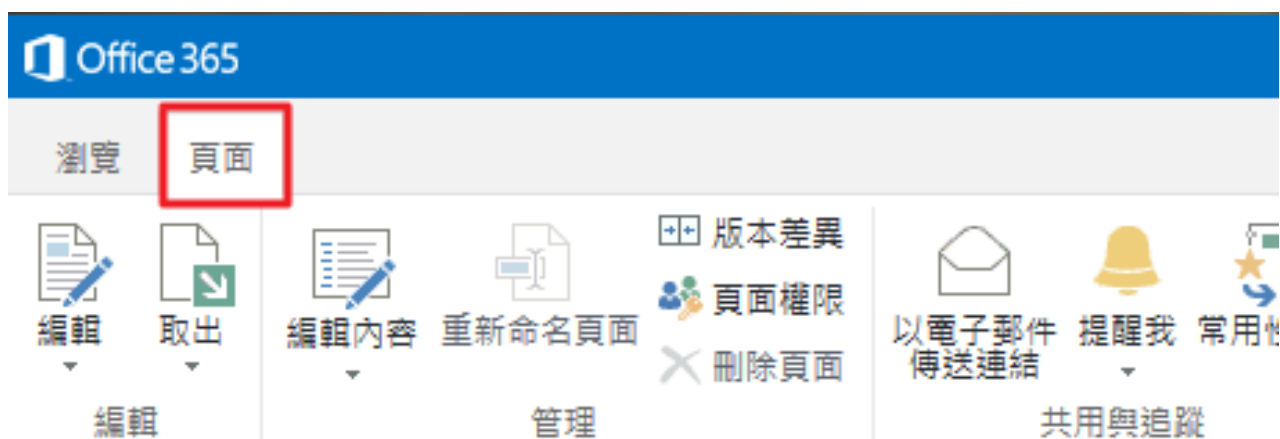 Office 365
瀏覽 頁面
版本差異
頁面權限
刪除頁面
編輯 取出 編輯內容 重新命名頁面
以電子郵件
傳送連結
提醒我 常用
編輯 管理 共用與追蹤